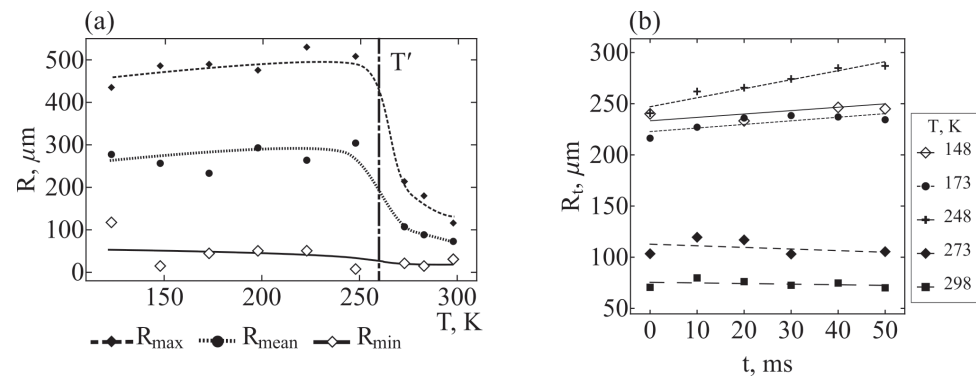 (a)
R, μm
500
400
300
200
100
0
T′
150
200
250
300
T, K
R_max
R_mean
R_min
(b)
R_t, μm
300
250
200
150
100
50
0
10
20
30
40
50
t, ms
T, K
148
173
248
273
298